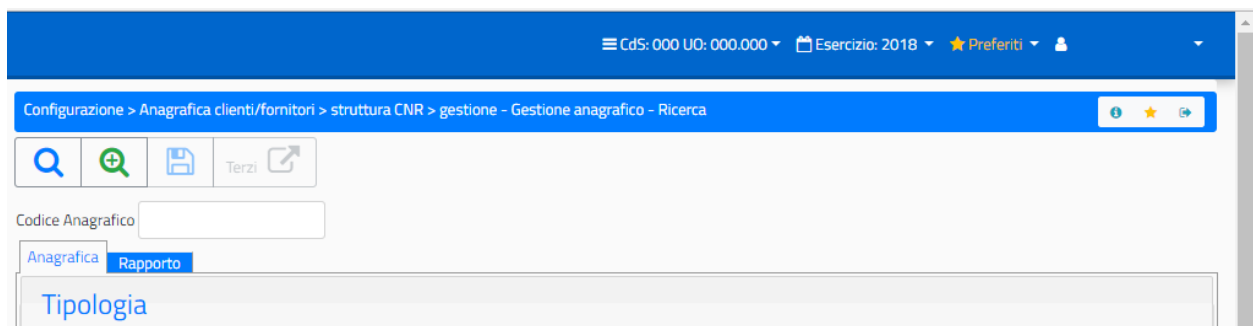 CdS: 000 UO: 000.000 Esercizio: 2018 Preferiti
Configurazione > Anagrafica clienti/fornitori > struttura CNR > gestione - Gestione anagrafico - Ricerca
Terzi
Codice Anagrafico
Anagrafica Rapporto
Tipologia